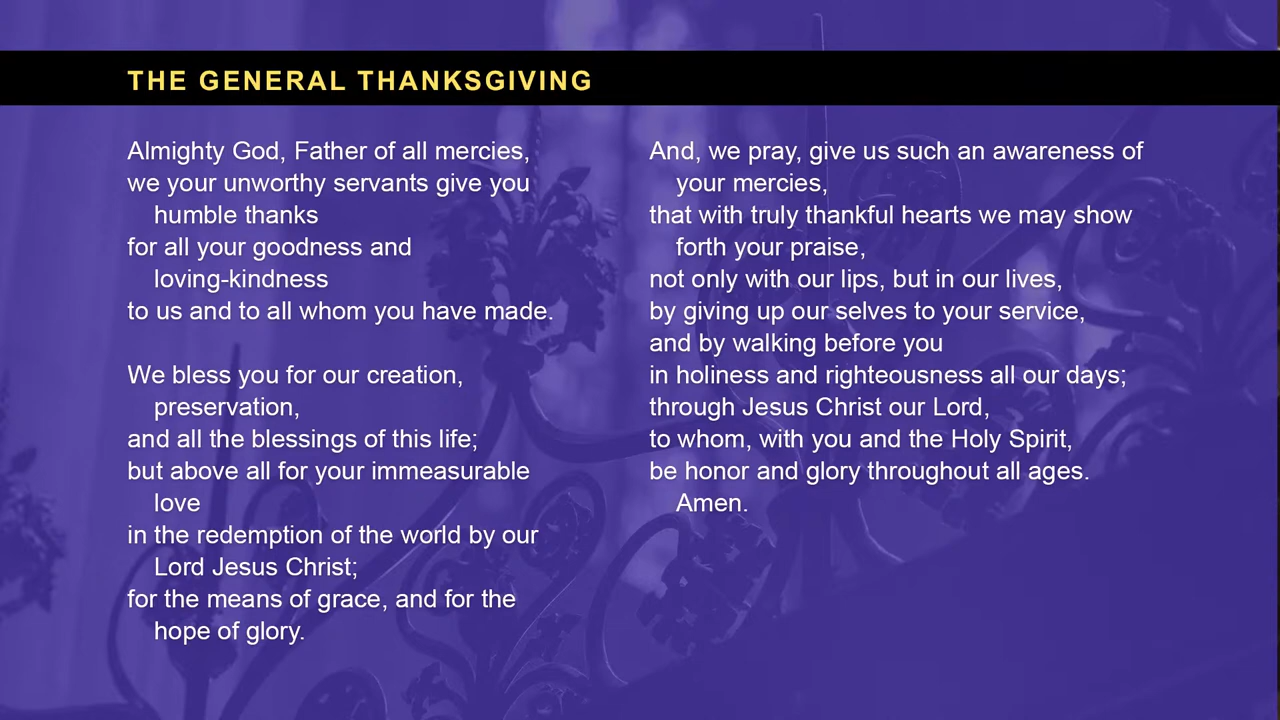 THE GENERAL THANKSGIVING
Almighty God, Father of all mercies,
we your unworthy servants give you
humble thanks
for all your goodness and
loving-kindness
to us and to all whom you have made.
We bless you for our creation,
preservation,
and all the blessings of this life;
but above all for your immeasurable
love
in the redemption of the world by our
Lord Jesus Christ;
for the means of grace, and for the
hope of glory.
And, we pray, give us such an awareness of
your mercies,
that with truly thankful hearts we may show
forth your praise,
not only with our lips, but in our lives,
by giving up our selves to your service,
and by walking before you
in holiness and righteousness all our days;
through Jesus Christ our Lord,
to whom, with you and the Holy Spirit,
be honor and glory throughout all ages.
Amen.